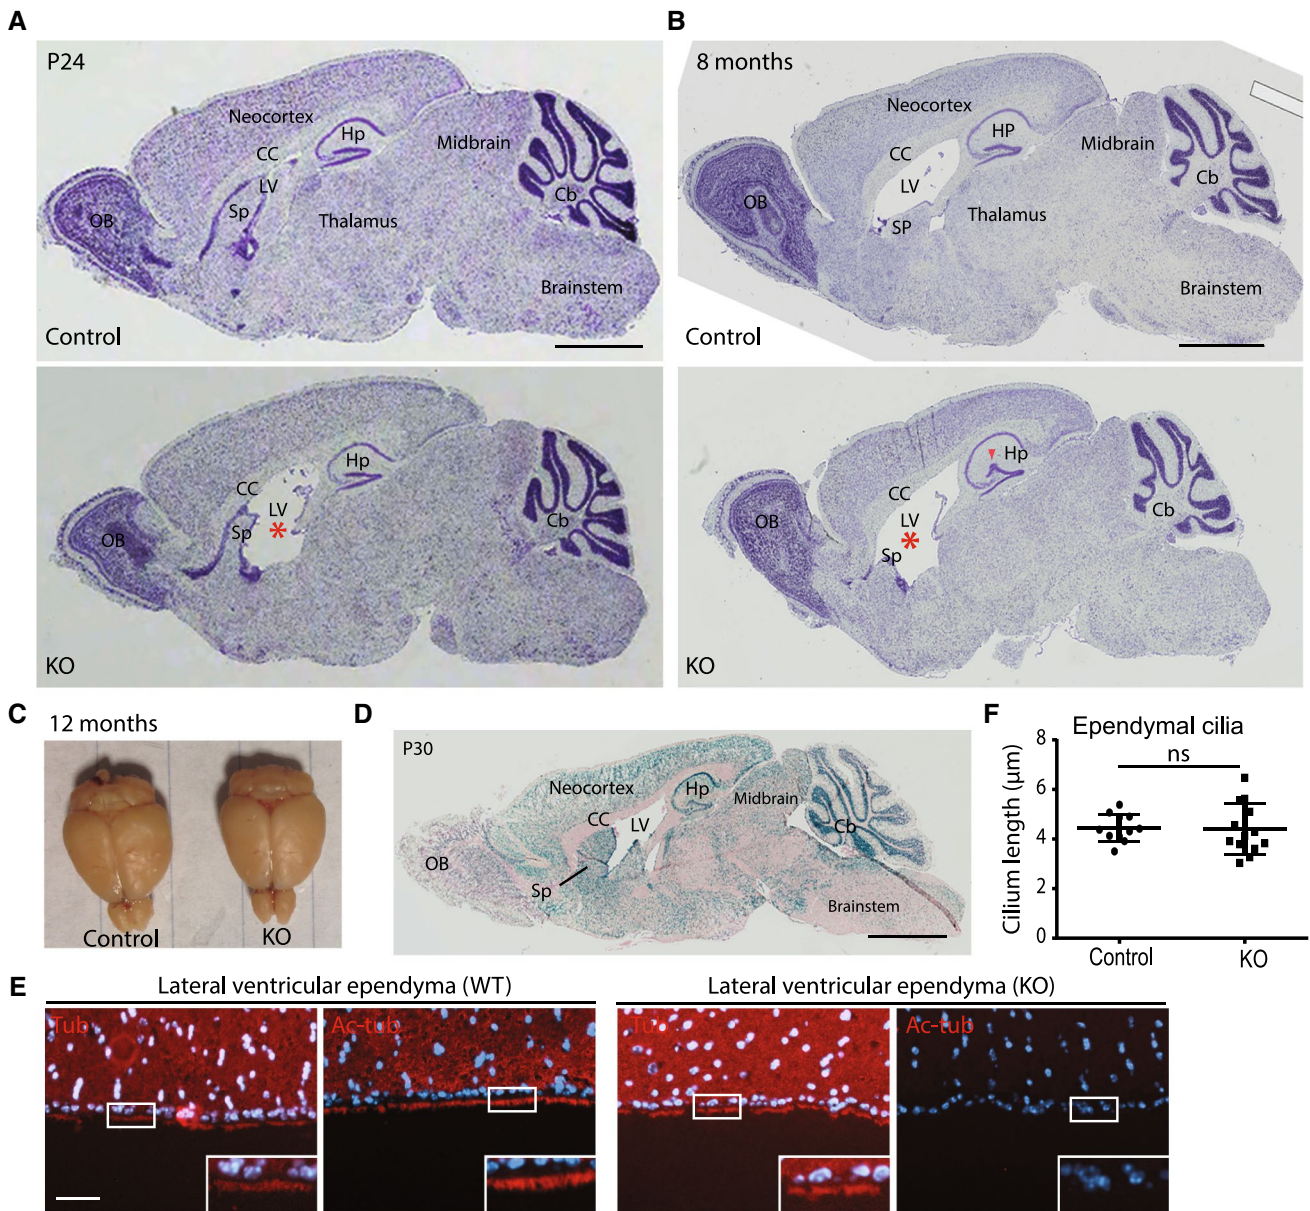 A
P24
Neocortex
Hp
CC
LV
Sp
OB
Midbrain
Thalamus
Cb
Brainstem
Control
B
8 months
Neocortex
HP
CC
LV
OB
SP
Midbrain
Thalamus
Cb
Brainstem
Control
Hp
CC
LV
*
Sp
OB
Cb
KO
Hp
CC
LV
*
Sp
OB
Cb
KO
C
12 months
Control
KO
D
P30
Neocortex
Hp
CC
LV
Midbrain
Cb
OB
Sp
Brainstem
F
Ependymal cilia
ns
Cilium length (µm)
8
6
4
2
0
Control
KO
E
Lateral ventricular ependyma (WT)
Lateral ventricular ependyma (KO)
Tub
Ac-tub
Tub
Ac-tub